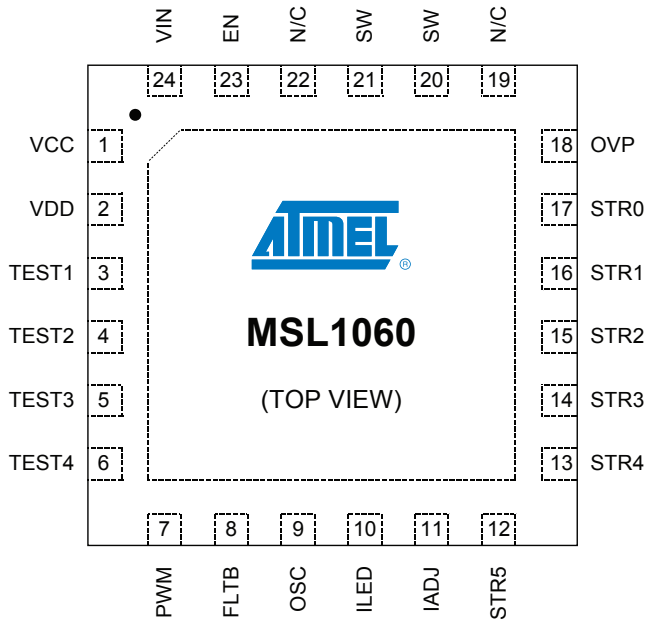 VIN EN N/C SW SW N/C
24 23 22 21 20 19
VCC 1 18 OVP
VDD 2 17 STR0
TEST1 3 16 STR1
TEST2 4 15 STR2
TEST3 5 14 STR3
TEST4 6 13 STR4
ATMEL ®
MSL1060
(TOP VIEW)
7 8 9 10 11 12
PWM FLTB OSC ILED IADJ STR5